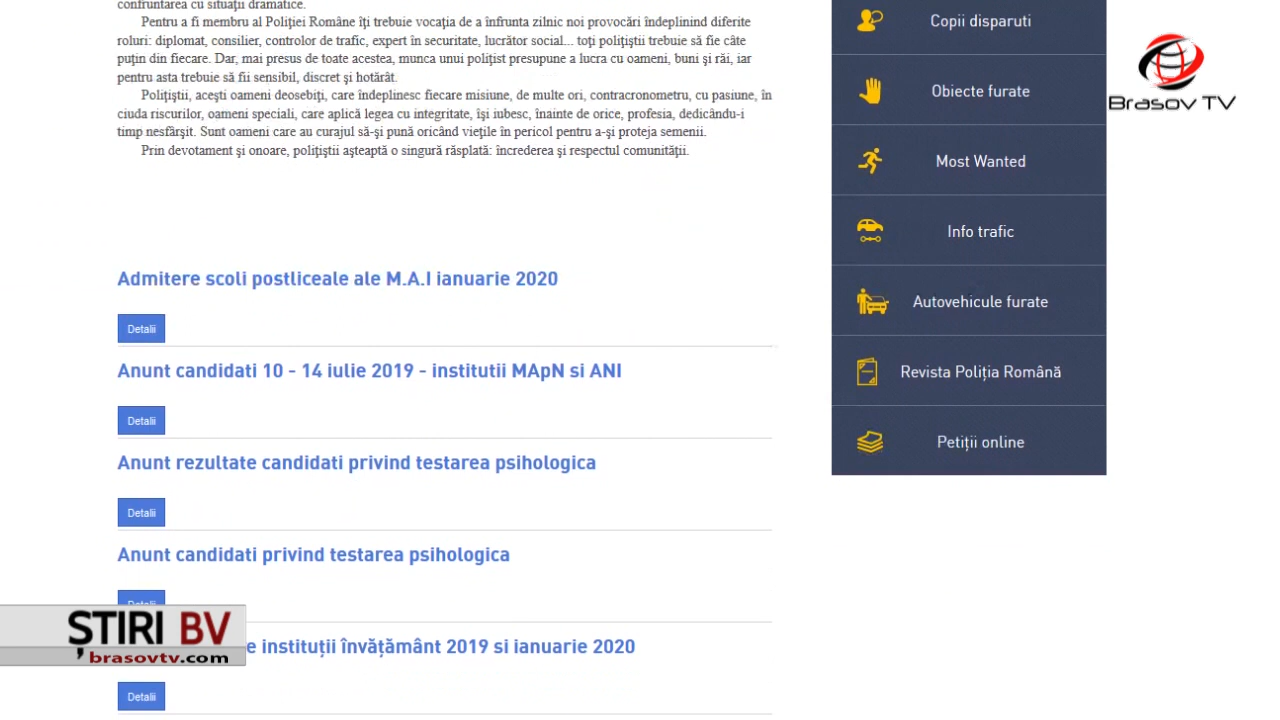 confruntarea cu situaţii dramatice.
Pentru a fi membru al Poliţiei Române îţi trebuie vocaţia de a înfrunta zilnic noi provocări îndeplinind diferite
roluri: diplomat, consilier, controlor de trafic, expert în securitate, lucrător social... toţi poliţiştii trebuie să fie câte
puţin din fiecare. Dar, mai presus de toate acestea, munca unui poliţist presupune a lucra cu oameni, buni şi răi, iar
pentru asta trebuie să fii sensibil, discret şi hotărât.
Poliţiştii, aceşti oameni deosebiţi, care îndeplinesc fiecare misiune, de multe ori, contracronometru, cu pasiune, în
ciuda riscurilor, oameni speciali, care aplică legea cu integritate, îşi iubesc, înainte de orice, profesia, dedicându-i
timp nesfârşit. Sunt oameni care au curajul să-şi pună oricând vieţile în pericol pentru a-şi proteja semenii.
Prin devotament şi onoare, poliţiştii aşteaptă o singură răsplată: încrederea şi respectul comunităţii.
Admitere scoli postliceale ale M.A.I ianuarie 2020
Detalii
Anunt candidati 10 - 14 iulie 2019 - institutii MApN si ANI
Detalii
Anunt rezultate candidati privind testarea psihologica
Detalii
Anunt candidati privind testarea psihologica
Detalii
e instituții învățământ 2019 si ianuarie 2020
Detalii
Copii disparuti
Obiecte furate
Most Wanted
Info trafic
Autovehicule furate
Revista Poliția Română
Petiții online
Brasov TV
ȘTIRI BV
brasovtv.com